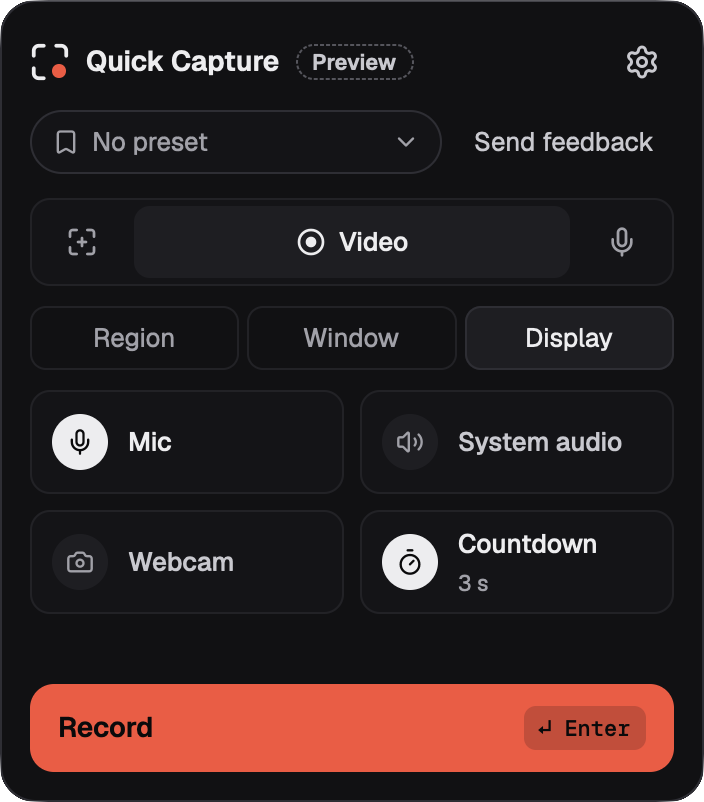 Quick Capture Preview
No preset Send feedback
Video
Region Window Display
Mic System audio
Webcam Countdown
3 s
Record ↵ Enter